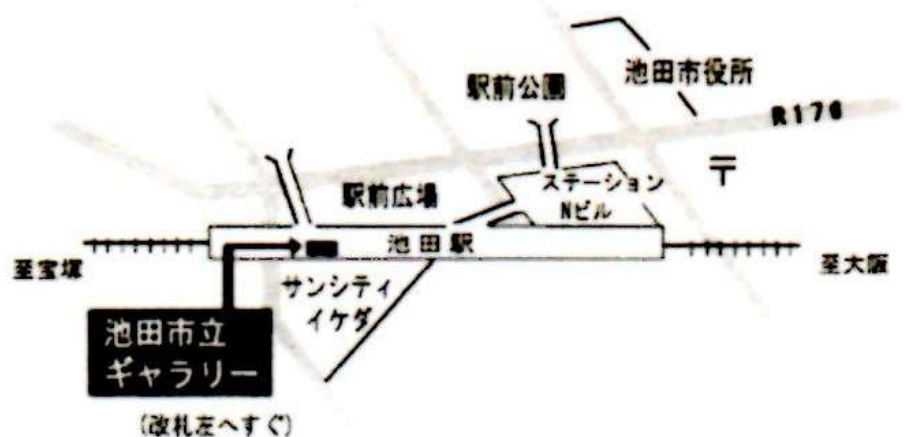 池田市役所
駅前公園
R176
〒
ステーション
Nビル
駅前広場
池田駅
至宝塚
至大阪
サンシティ
イケダ
池田市立
ギャラリー
(改札左へすぐ)